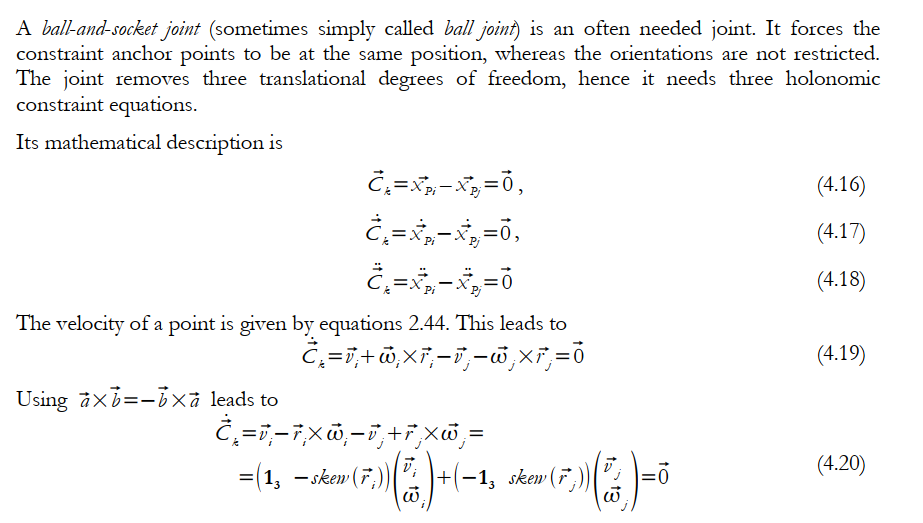 A ball-and-socket joint (sometimes simply called ball joint) is an often needed joint. It forces the
constraint anchor points to be at the same position, whereas the orientations are not restricted.
The joint removes three translational degrees of freedom, hence it needs three holonomic
constraint equations.
Its mathematical description is
$\vec{C}_k = \vec{x}_{P_i} - \vec{x}_{P_j} = \vec{0}$, (4.16)
$\dot{\vec{C}}_k = \dot{\vec{x}}_{P_i} - \dot{\vec{x}}_{P_j} = \vec{0}$, (4.17)
$\ddot{\vec{C}}_k = \ddot{\vec{x}}_{P_i} - \ddot{\vec{x}}_{P_j} = \vec{0}$ (4.18)
The velocity of a point is given by equations 2.44. This leads to
$\dot{\vec{C}}_k = \vec{v}_i + \vec{\omega}_i \times \vec{r}_i - \vec{v}_j - \vec{\omega}_j \times \vec{r}_j = \vec{0}$ (4.19)
Using $\vec{a} \times \vec{b} = -\vec{b} \times \vec{a}$ leads to
$\dot{\vec{C}}_k = \vec{v}_i - \vec{r}_i \times \vec{\omega}_i - \vec{v}_j + \vec{r}_j \times \vec{\omega}_j =$
$= (\mathbf{1}_3 \; -skew(\vec{r}_i)) \begin{pmatrix} \vec{v}_i \\ \vec{\omega}_i \end{pmatrix} + (-\mathbf{1}_3 \; skew(\vec{r}_j)) \begin{pmatrix} \vec{v}_j \\ \vec{\omega}_j \end{pmatrix} = \vec{0}$ (4.20)